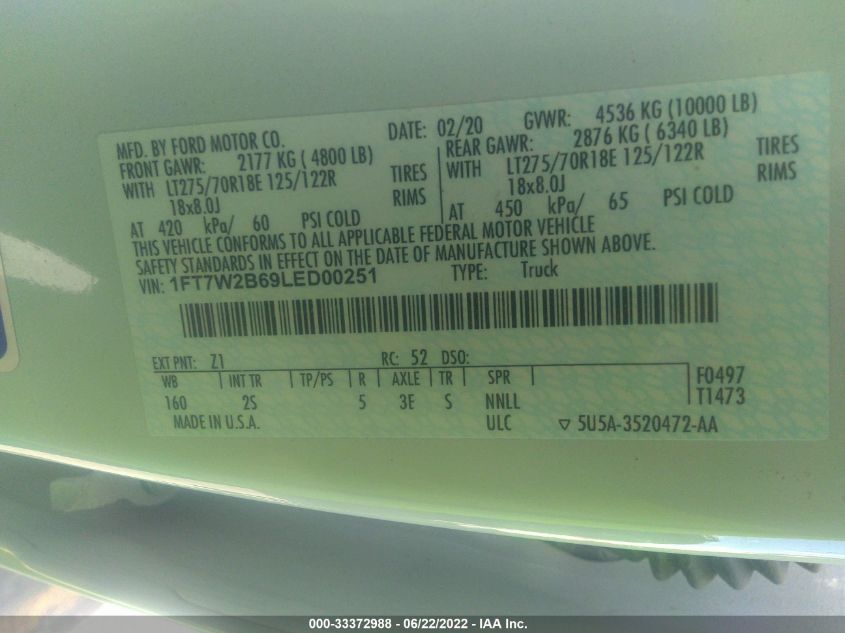 MFD. BY FORD MOTOR CO. DATE: 02/20 GVWR: 4536 KG (10000 LB)
FRONT GAWR: 2177 KG ( 4800 LB) REAR GAWR: 2876 KG ( 6340 LB)
WITH LT275/70R18E 125/122R TIRES WITH LT275/70R18E 125/122R TIRES
18x8.0J RIMS 18x8.0J RIMS
AT 420 kPa/ 60 PSI COLD AT 450 kPa/ 65 PSI COLD
THIS VEHICLE CONFORMS TO ALL APPLICABLE FEDERAL MOTOR VEHICLE
SAFETY STANDARDS IN EFFECT ON THE DATE OF MANUFACTURE SHOWN ABOVE.
VIN: 1FT7W2B69LED00251 TYPE: Truck
EXT PNT: Z1 RC: 52 DSO:
WB INT TR TP/PS R AXLE TR SPR F0497
160 2S 5 3E S NNLL T1473
MADE IN U.S.A. ULC ▽ 5U5A-3520472-AA
000-33372988 - 06/22/2022 - IAA Inc.